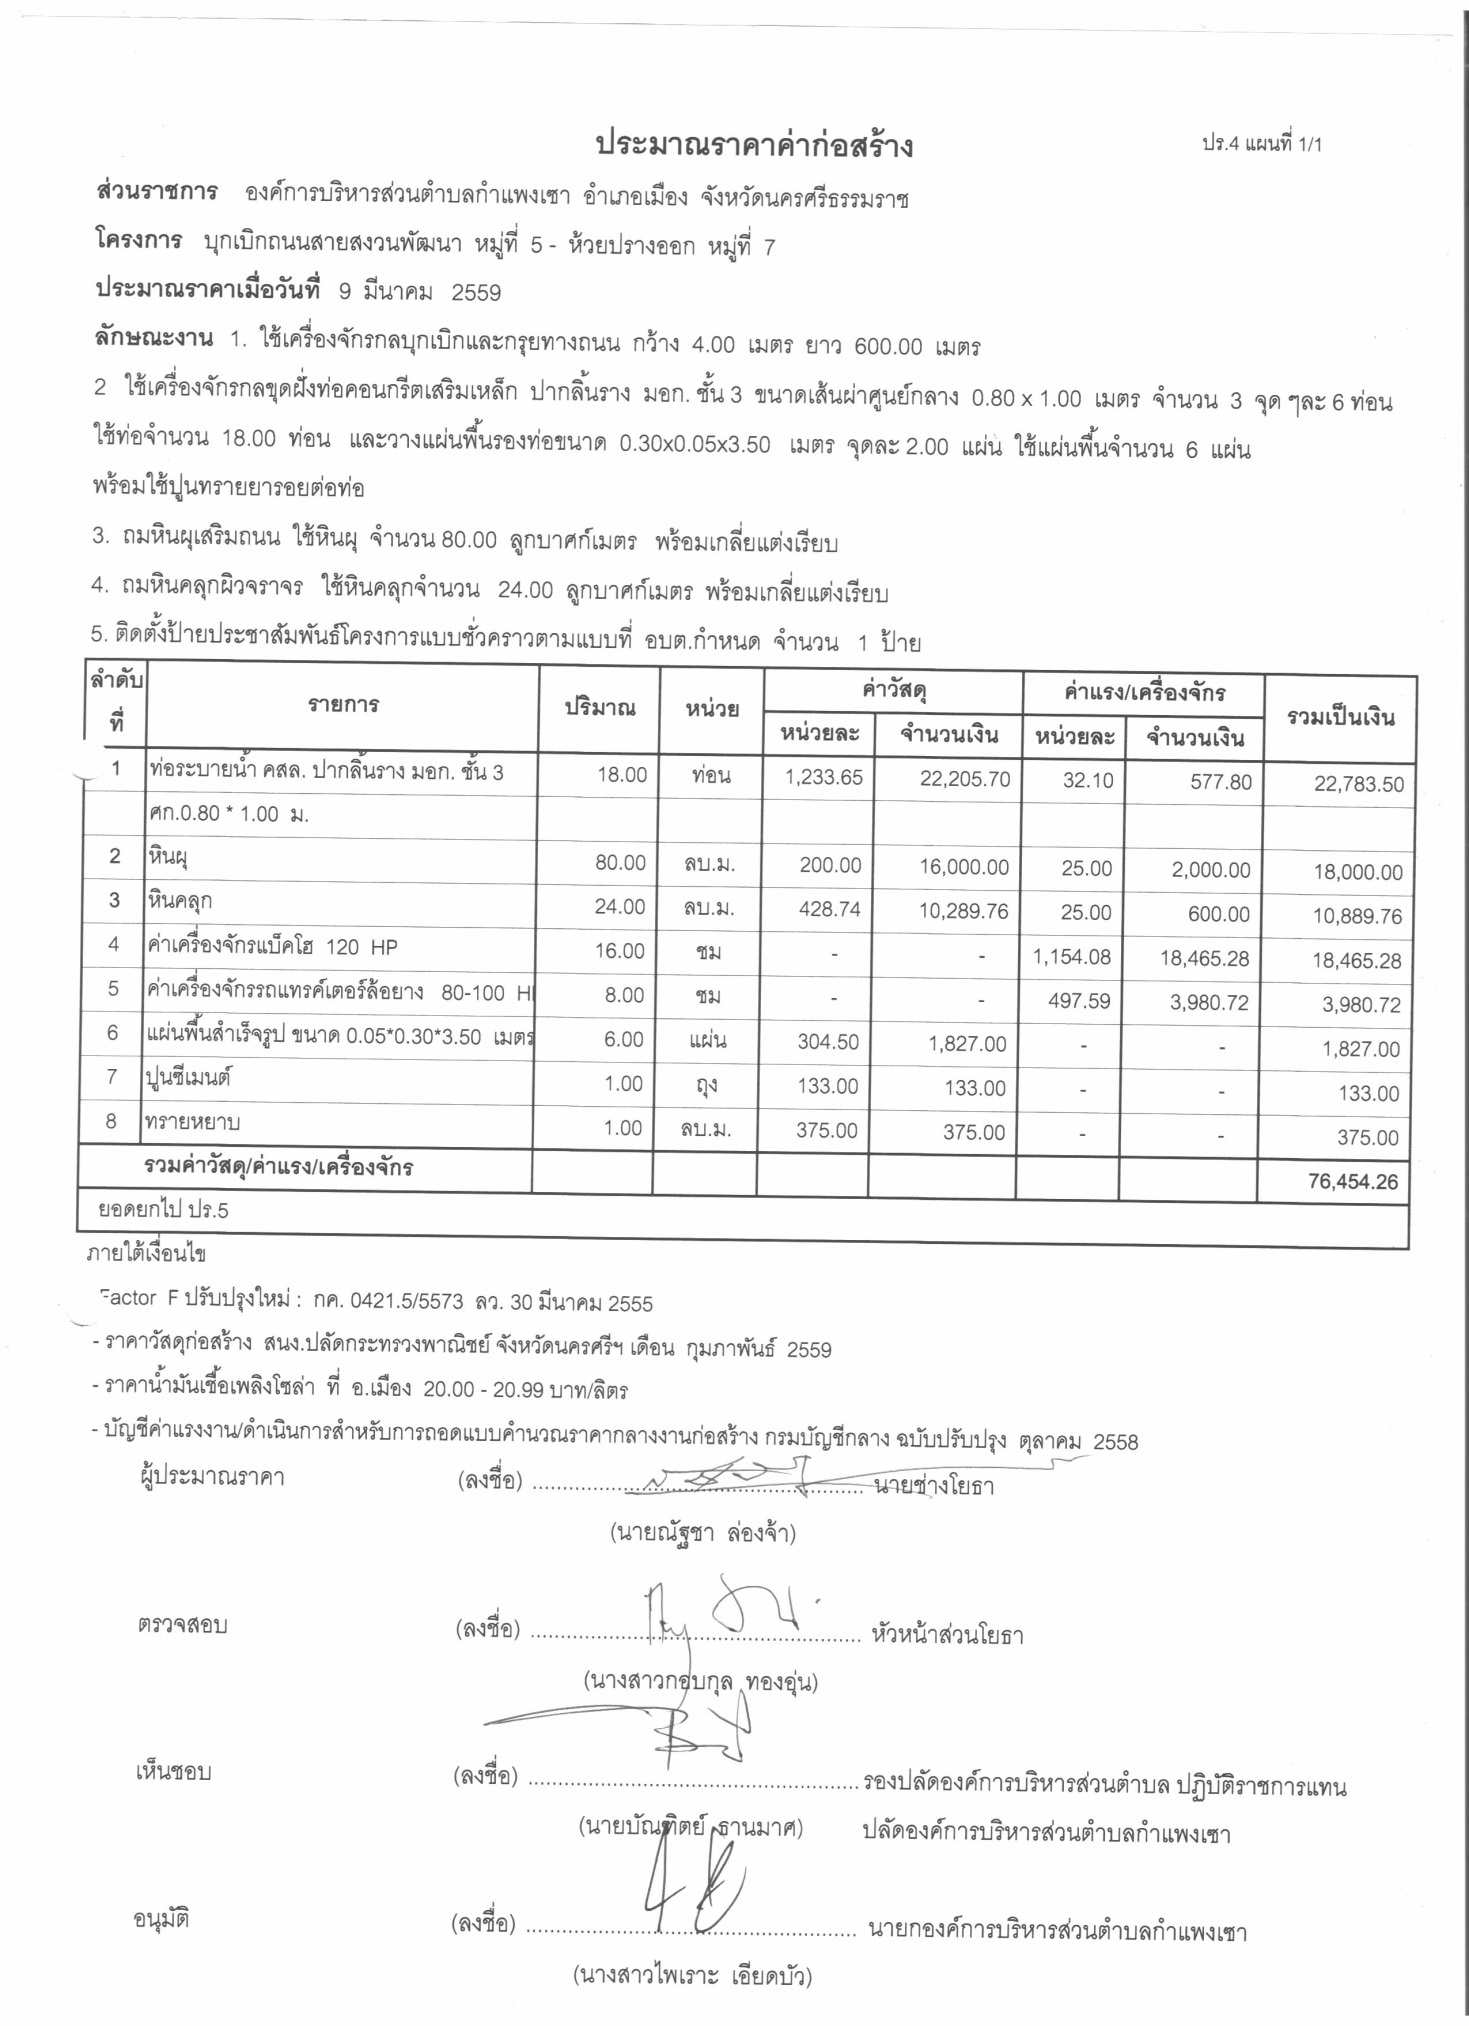 ประมาณราคาค่าก่อสร้าง
ปร.4 แผ่นที่ 1/1
ส่วนราชการ องค์การบริหารส่วนตำบลกำแพงเซา อำเภอเมือง จังหวัดนครศรีธรรมราช
โครงการ บุกเบิกถนนสายสงวนพัฒนา หมู่ที่ 5 - ห้วยปรางออก หมู่ที่ 7
ประมาณราคาเมื่อวันที่ 9 มีนาคม 2559
ลักษณะงาน 1. ใช้เครื่องจักรกลบุกเบิกและกรุยทางถนน กว้าง 4.00 เมตร ยาว 600.00 เมตร
2 ใช้เครื่องจักรกลขุดฝั่งท่อคอนกรีตเสริมเหล็ก ปากลิ้นราง มอก. ชั้น 3 ขนาดเส้นผ่าศูนย์กลาง 0.80 x 1.00 เมตร จำนวน 3 จุด ๆละ 6 ท่อน
ใช้ท่อจำนวน 18.00 ท่อน และวางแผ่นพื้นรองท่อขนาด 0.30x0.05x3.50 เมตร จุดละ 2.00 แผ่น ใช้แผ่นพื้นจำนวน 6 แผ่น
พร้อมใช้ปูนทรายยารอยต่อท่อ
3. ถมหินผุเสริมถนน ใช้หินผุ จำนวน 80.00 ลูกบาศก์เมตร พร้อมเกลี่ยแต่งเรียบ
4. ถมหินคลุกผิวจราจร ใช้หินคลุกจำนวน 24.00 ลูกบาศก์เมตร พร้อมเกลี่ยแต่งเรียบ
5. ติดตั้งป้ายประชาสัมพันธ์โครงการแบบชั่วคราวตามแบบที่ อบต.กำหนด จำนวน 1 ป้าย
ลำดับที่ รายการ ปริมาณ หน่วย ค่าวัสดุ ค่าแรง/เครื่องจักร รวมเป็นเงิน
หน่วยละ จำนวนเงิน หน่วยละ จำนวนเงิน
1 ท่อระบายน้ำ คสล. ปากลิ้นราง มอก. ชั้น 3 18.00 ท่อน 1,233.65 22,205.70 32.10 577.80 22,783.50
ศก.0.80 * 1.00 ม.
2 หินผุ 80.00 ลบ.ม. 200.00 16,000.00 25.00 2,000.00 18,000.00
3 หินคลุก 24.00 ลบ.ม. 428.74 10,289.76 25.00 600.00 10,889.76
4 ค่าเครื่องจักรแบ็คโฮ 120 HP 16.00 ชม - - 1,154.08 18,465.28 18,465.28
5 ค่าเครื่องจักรรถแทรค์เตอร์ล้อยาง 80-100 H 8.00 ชม - - 497.59 3,980.72 3,980.72
6 แผ่นพื้นสำเร็จรูป ขนาด 0.05*0.30*3.50 เมตร 6.00 แผ่น 304.50 1,827.00 - - 1,827.00
7 ปูนซีเมนต์ 1.00 ถุง 133.00 133.00 - - 133.00
8 ทรายหยาบ 1.00 ลบ.ม. 375.00 375.00 - - 375.00
รวมค่าวัสดุ/ค่าแรง/เครื่องจักร 76,454.26
ยอดยกไป ปร.5
ภายใต้เงื่อนไข
Factor F ปรับปรุงใหม่ : กค. 0421.5/5573 ลว. 30 มีนาคม 2555
- ราคาวัสดุก่อสร้าง สนง.ปลัดกระทรวงพาณิชย์ จังหวัดนครศรีฯ เดือน กุมภาพันธ์ 2559
- ราคาน้ำมันเชื้อเพลิงโซล่า ที่ อ.เมือง 20.00 - 20.99 บาท/ลิตร
- บัญชีค่าแรงงาน/ดำเนินการสำหรับการถอดแบบคำนวณราคากลางงานก่อสร้าง กรมบัญชีกลาง ฉบับปรับปรุง ตุลาคม 2558
ผู้ประมาณราคา (ลงชื่อ) ........................................ นายช่างโยธา
(นายณัฐชา ล่องจ้า)
ตรวจสอบ (ลงชื่อ) ........................................ หัวหน้าส่วนโยธา
(นางสาวกอบกุล ทองอุ่น)
เห็นชอบ (ลงชื่อ) ........................................ รองปลัดองค์การบริหารส่วนตำบล ปฏิบัติราชการแทน
(นายบัณฑิตย์ ธานมาศ) ปลัดองค์การบริหารส่วนตำบลกำแพงเซา
อนุมัติ (ลงชื่อ) ........................................ นายกองค์การบริหารส่วนตำบลกำแพงเซา
(นางสาวไพเราะ เอียดบัว)